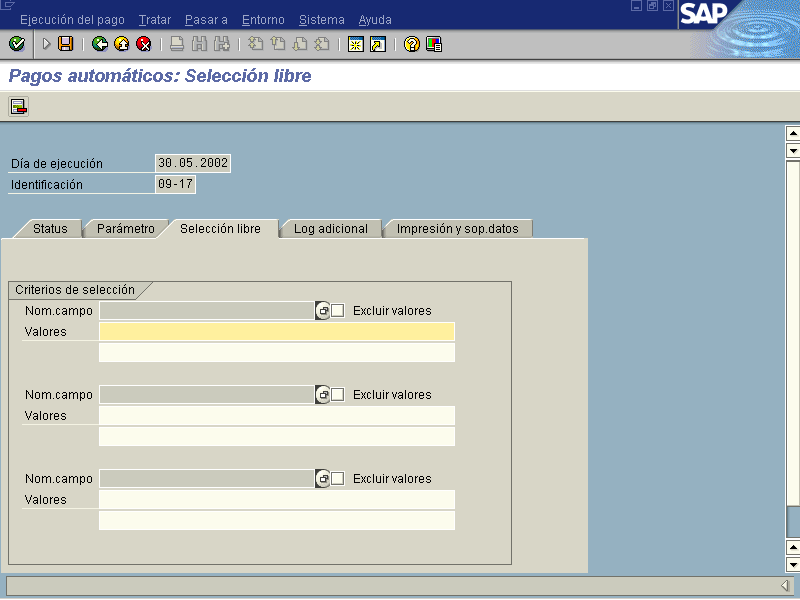 Ejecución del pago Tratar Pasar a Entorno Sistema Ayuda
SAP
Pagos automáticos: Selección libre
Día de ejecución 30.05.2002
Identificación 09-17
Status Parámetro Selección libre Log adicional Impresión y sop.datos
Criterios de selección
Nom.campo Excluir valores
Valores
Nom.campo Excluir valores
Valores
Nom.campo Excluir valores
Valores